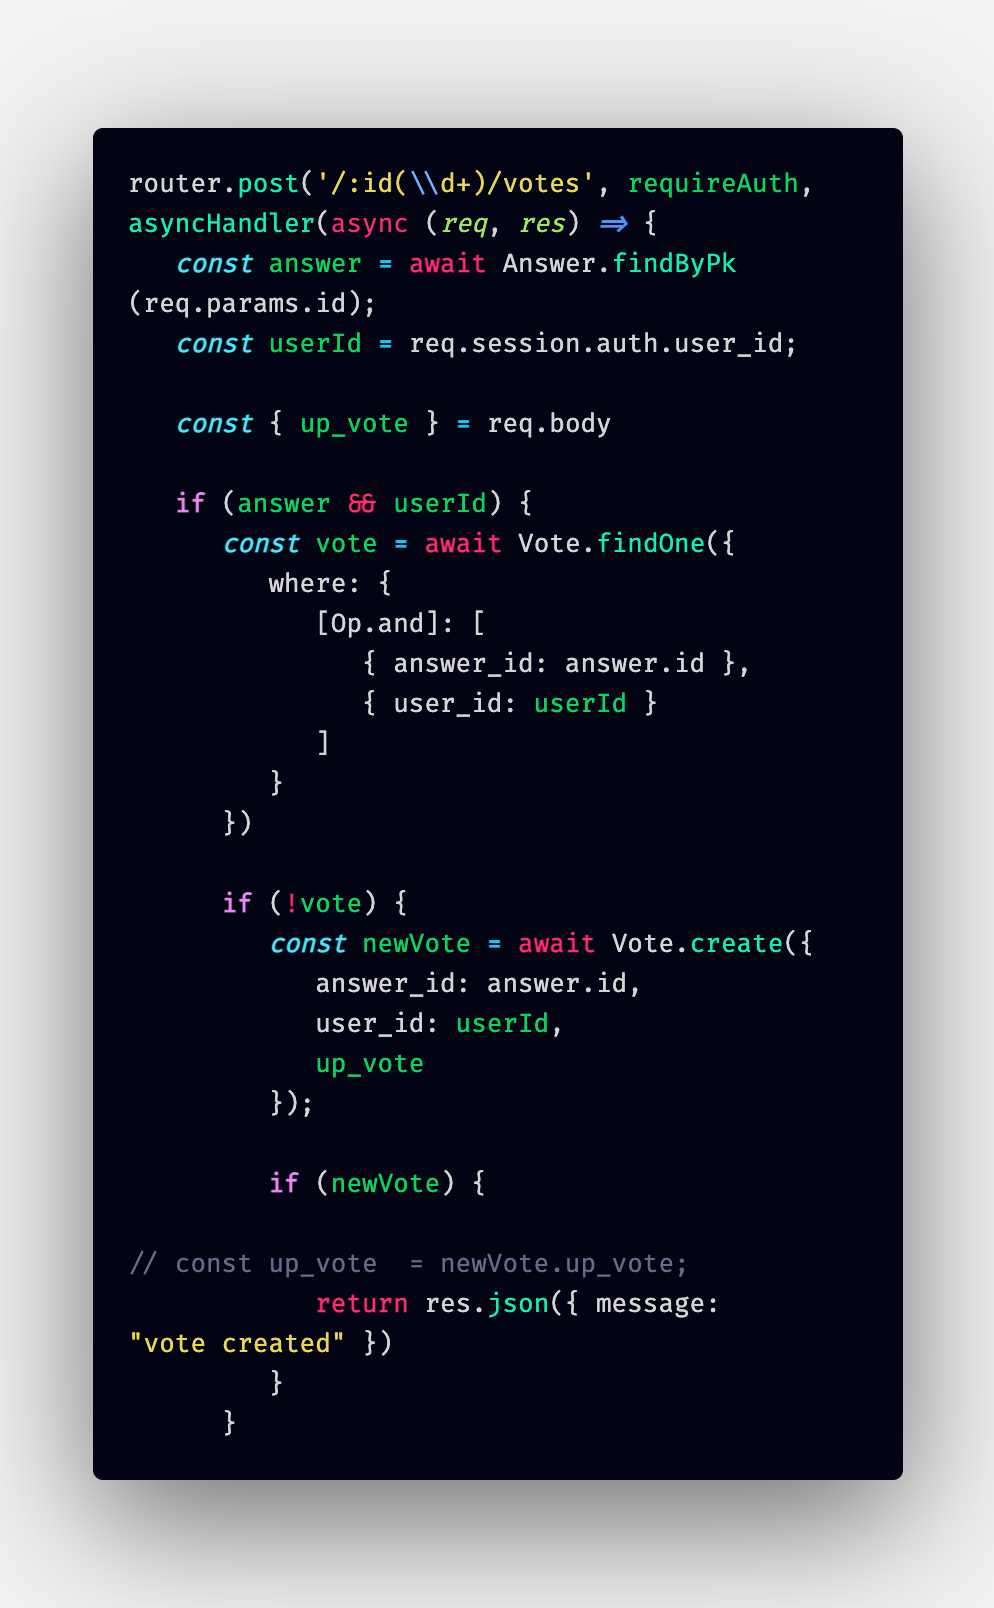 router.post('/:id(\\d+)/votes', requireAuth,
asyncHandler(async (req, res) => {
   const answer = await Answer.findByPk
(req.params.id);
   const userId = req.session.auth.user_id;

   const { up_vote } = req.body

   if (answer && userId) {
      const vote = await Vote.findOne({
         where: {
            [Op.and]: [
               { answer_id: answer.id },
               { user_id: userId }
            ]
         }
      })

      if (!vote) {
         const newVote = await Vote.create({
            answer_id: answer.id,
            user_id: userId,
            up_vote
         });

         if (newVote) {

// const up_vote  = newVote.up_vote;
            return res.json({ message:
"vote created" })
         }
      }